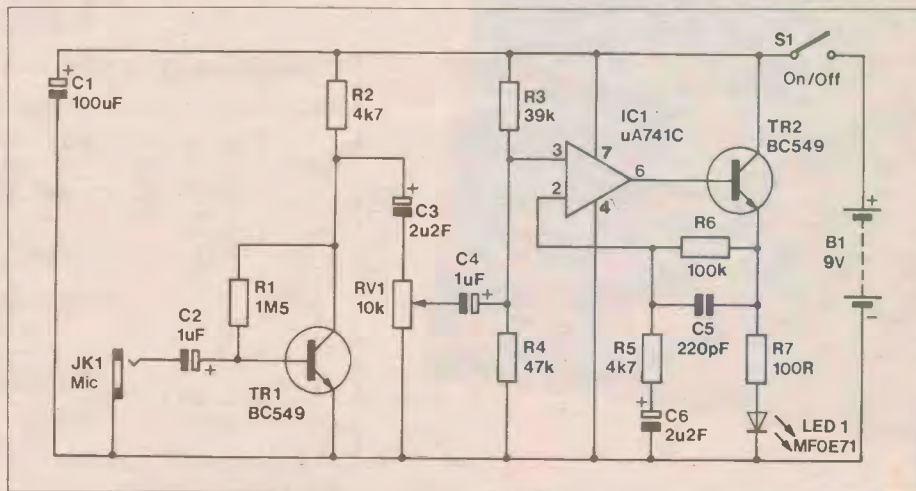 C1
100uF
+
R2
4k7
R3
39k
IC1
uA741C
S1
On/Off
TR2
BC549
3
2
7
6
4
+
C3
2u2F
R1
1M5
C2
1uF
+
RV1
10k
C4
1uF
+
R6
100k
B1
9V
+
-
JK1
Mic
TR1
BC549
R4
47k
R5
4k7
C5
220pF
R7
100R
+
C6
2u2F
LED 1
MFOE71